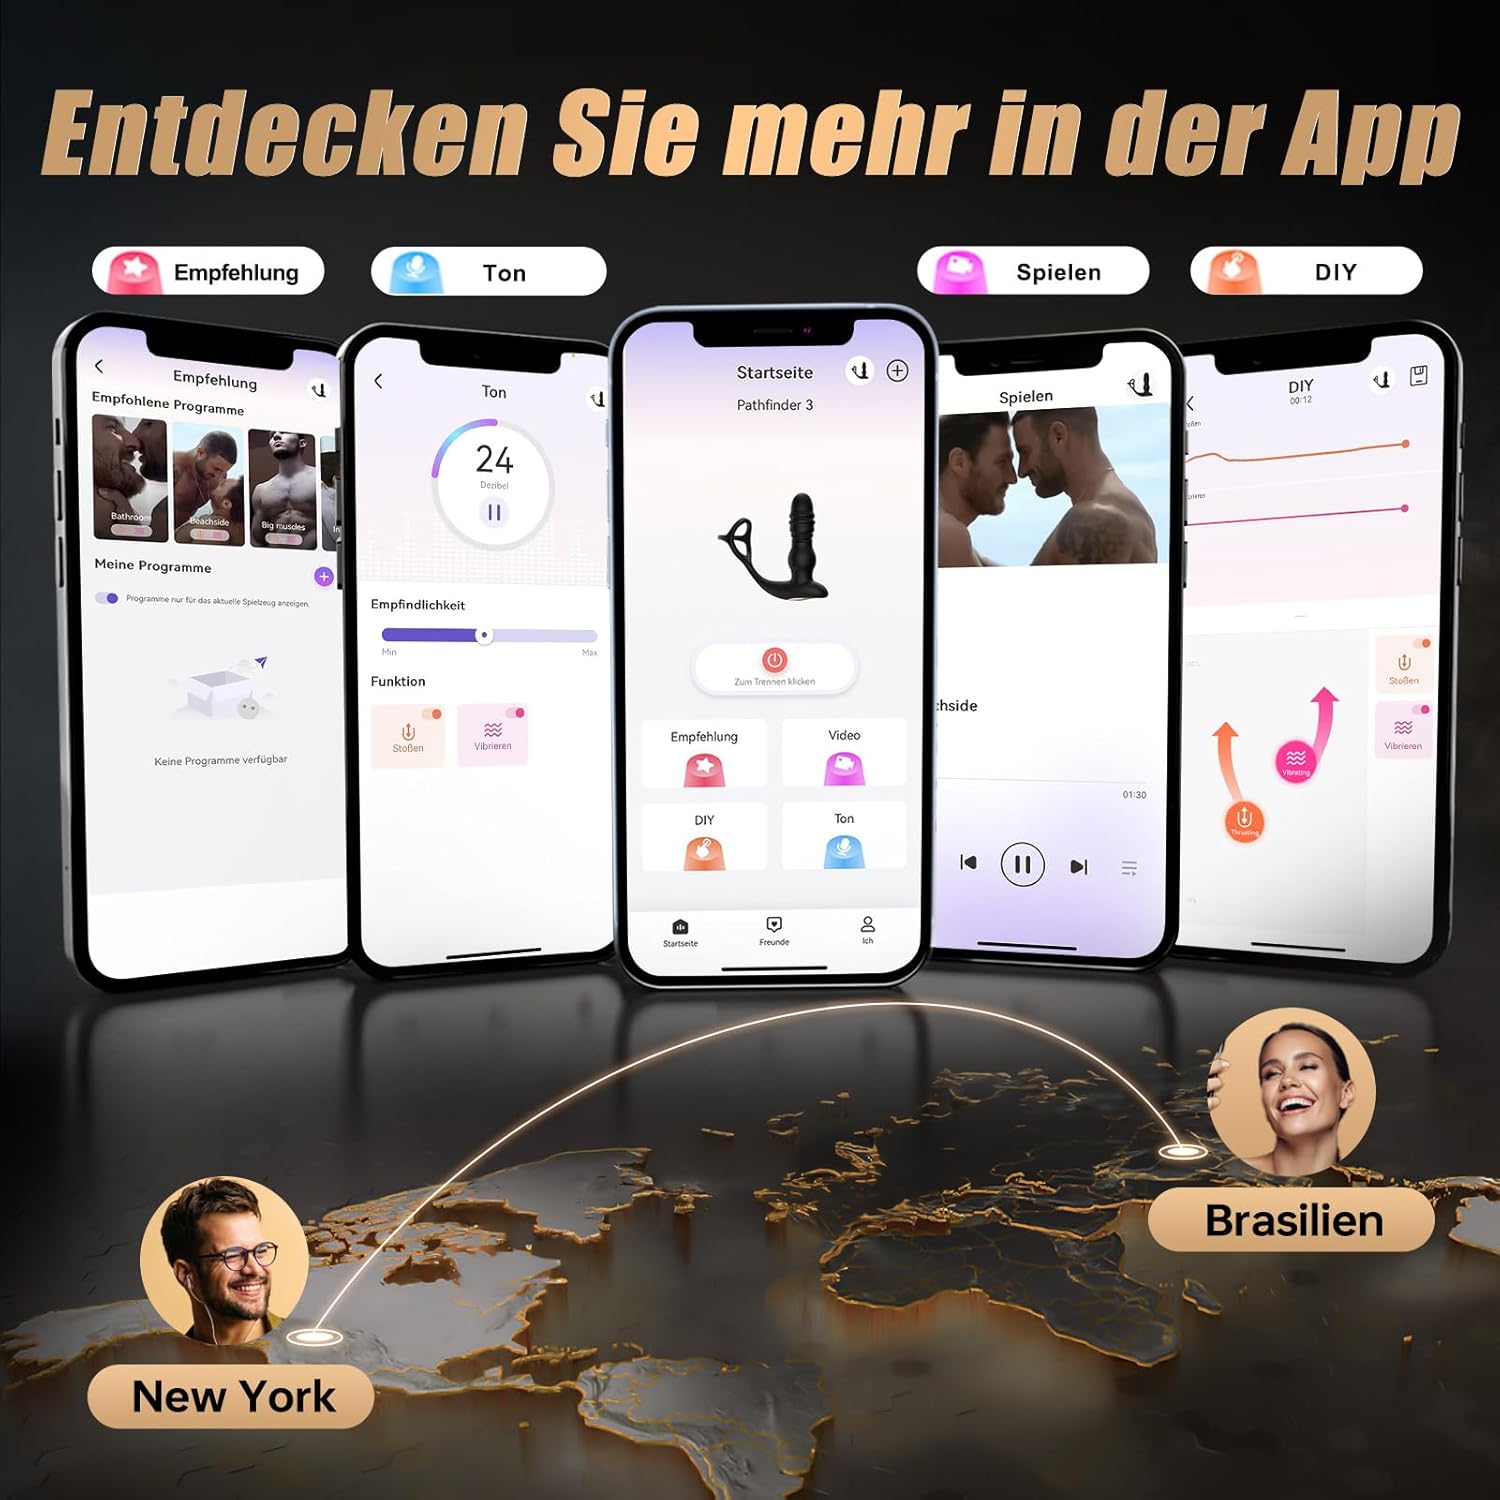 Entdecken Sie mehr in der App
Empfehlung
Ton
Spielen
DIY
Empfehlung
Empfohlene Programme
Bathroom
Beachside
Big muscles
In
Meine Programme
Programme nur für das aktuelle Spielzeug anzeigen.
Keine Programme verfügbar
Ton
24
Dezibel
Empfindlichkeit
Min
Max
Funktion
Stoßen
Vibrieren
Startseite
Pathfinder 3
Zum Trennen klicken
Empfehlung
Video
DIY
Ton
Startseite
Freunde
Ich
Spielen
hside
01:30
DIY
00:12
Stoßen
Vibrieren
Vibrating
Thrusting
Brasilien
New York